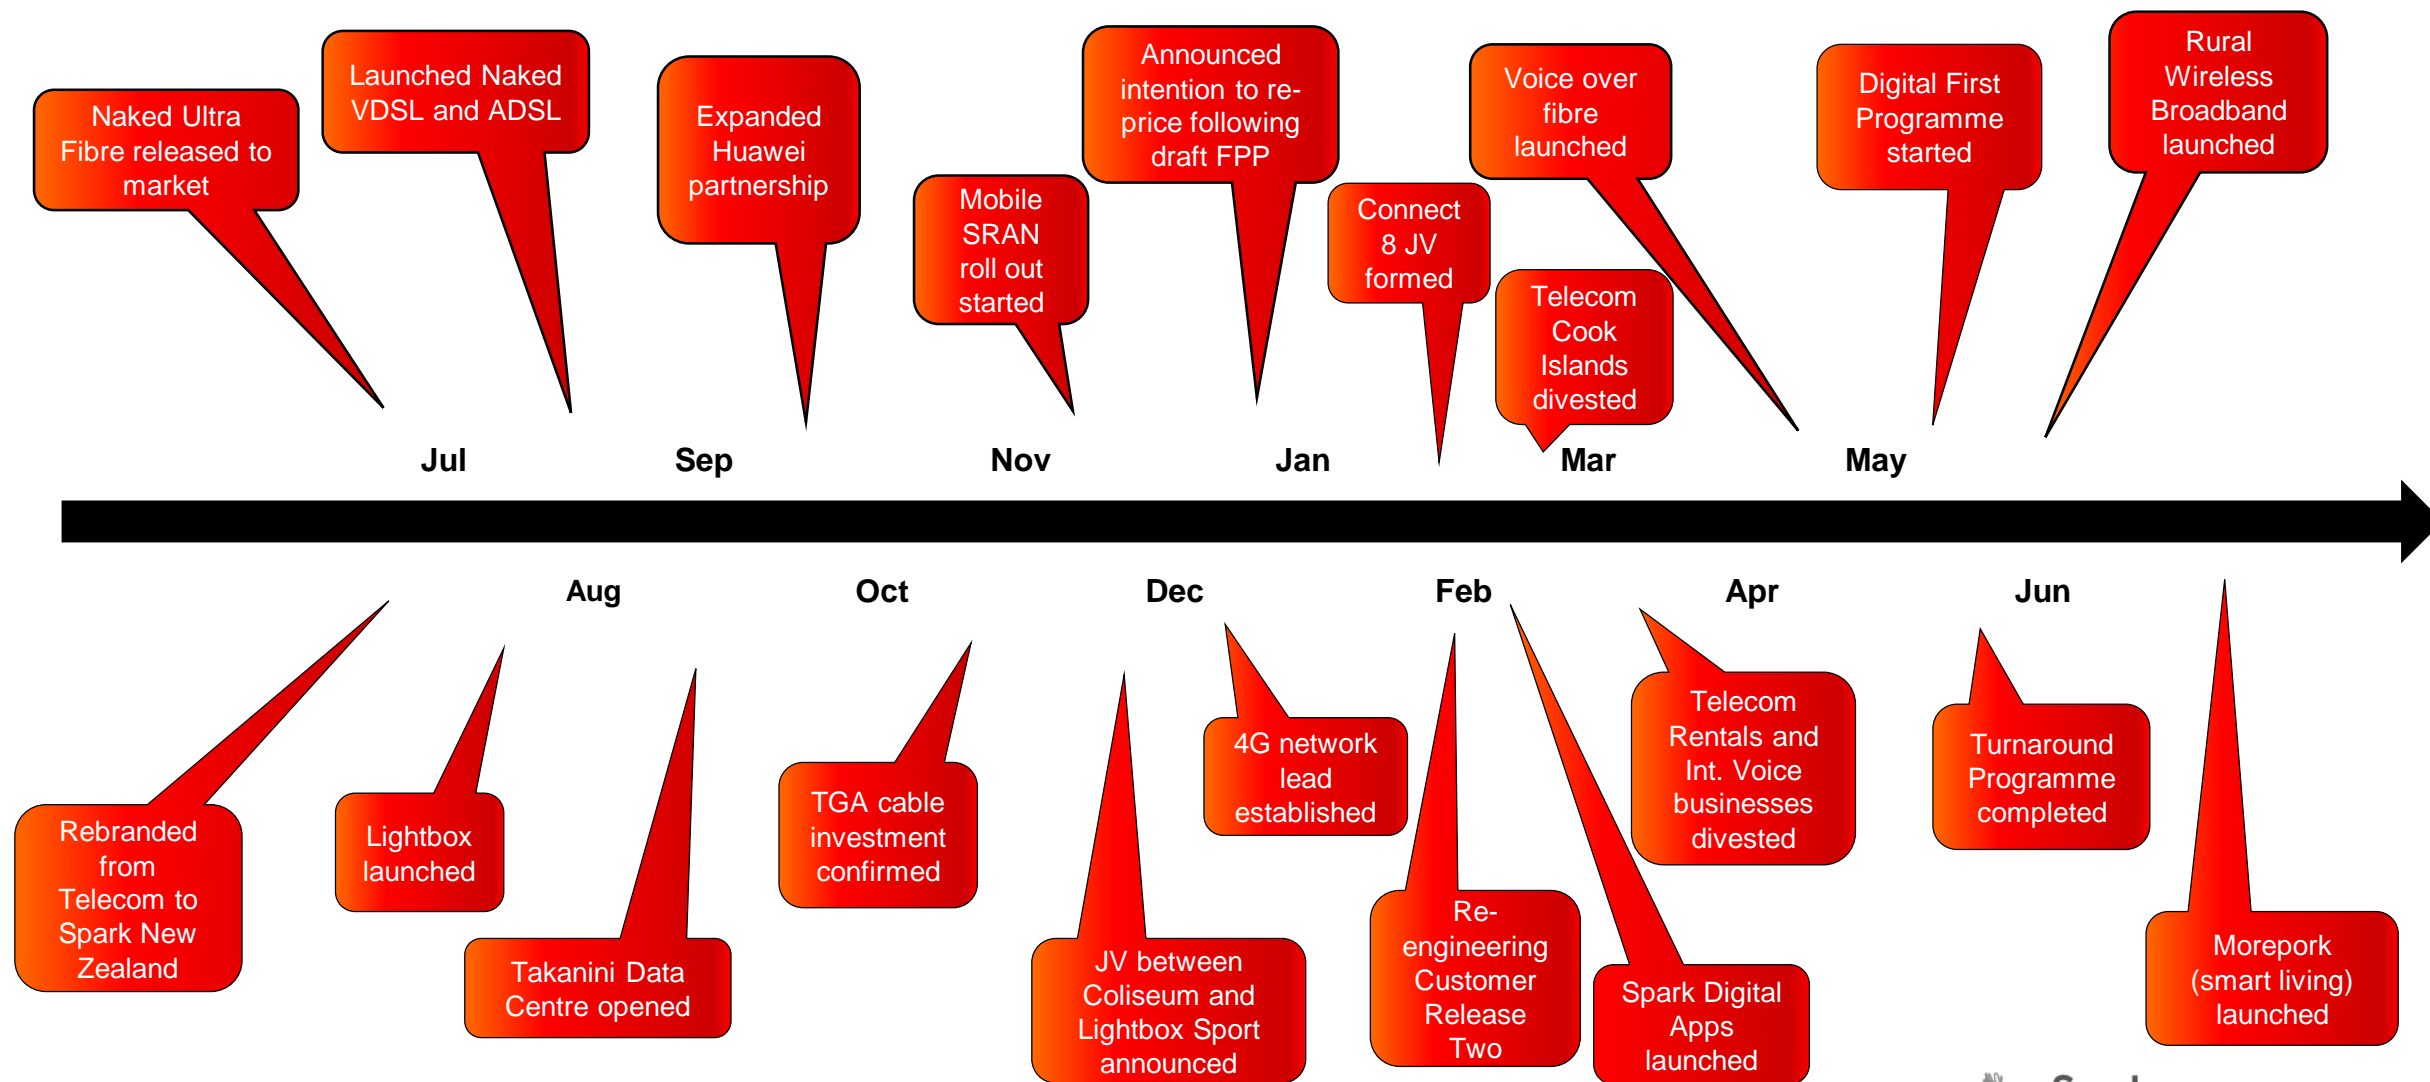 Naked Ultra
Fibre released to
market
Launched Naked
VDSL and ADSL
Expanded
Huawei
partnership
Mobile
SRAN
roll out
started
Announced
intention to re-
price following
draft FPP
Connect
8 JV
formed
Voice over
fibre
launched
Telecom
Cook
Islands
divested
Digital First
Programme
started
Rural
Wireless
Broadband
launched
Jul
Sep
Nov
Jan
Mar
May
Aug
Oct
Dec
Feb
Apr
Jun
Rebranded
from
Telecom to
Spark New
Zealand
Lightbox
launched
Takanini Data
Centre opened
TGA cable
investment
confirmed
JV between
Coliseum and
Lightbox Sport
announced
4G network
lead
established
Re-
engineering
Customer
Release
Two
Spark Digital
Apps
launched
Telecom
Rentals and
Int. Voice
businesses
divested
Turnaround
Programme
completed
Morepork
(smart living)
launched